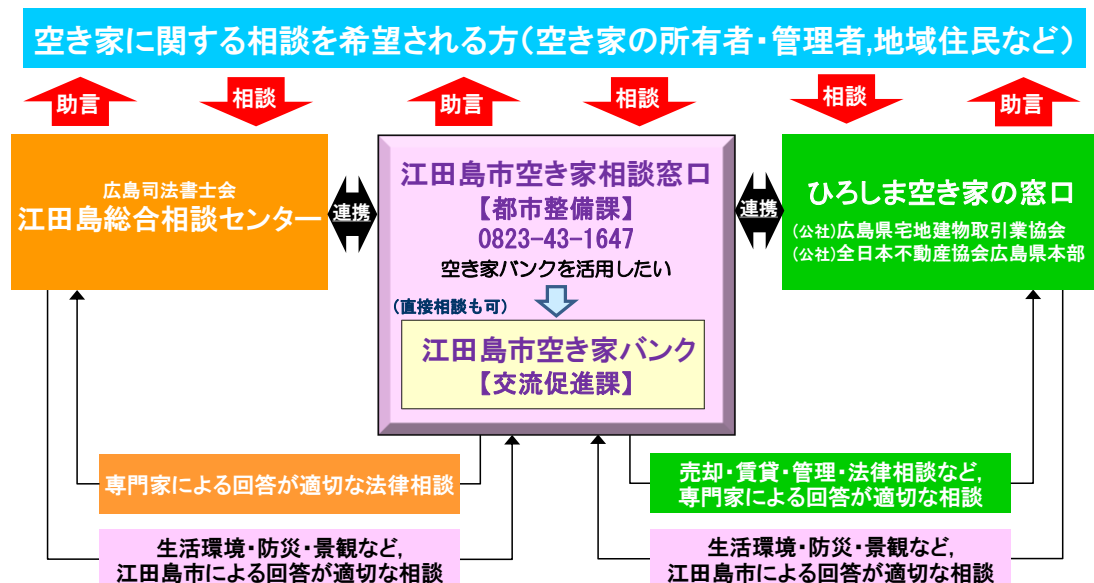 空き家に関する相談を希望される方(空き家の所有者・管理者,地域住民など)
助言
相談
助言
相談
相談
助言
広島司法書士会
江田島総合相談センター
連携
江田島市空き家相談窓口
【都市整備課】
0823-43-1647
空き家バンクを活用したい
(直接相談も可)
江田島市空き家バンク
【交流促進課】
連携
ひろしま空き家の窓口
(公社)広島県宅地建物取引業協会
(公社)全日本不動産協会広島県本部
専門家による回答が適切な法律相談
売却・賃貸・管理・法律相談など,
専門家による回答が適切な相談
生活環境・防災・景観など,
江田島市による回答が適切な相談
生活環境・防災・景観など,
江田島市による回答が適切な相談